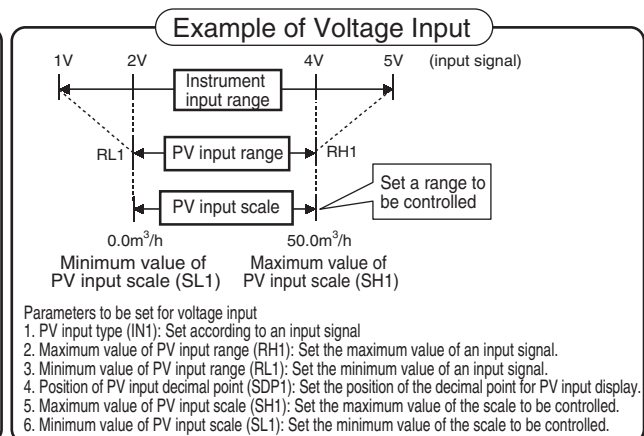 Example of Voltage Input
1V 2V 4V 5V (input signal)
Instrument
input range
RL1 PV input range RH1
PV input scale
Set a range to
be controlled
0.0m³/h 50.0m³/h
Minimum value of
PV input scale (SL1)
Maximum value of
PV input scale (SH1)
Parameters to be set for voltage input
1. PV input type (IN1): Set according to an input signal
2. Maximum value of PV input range (RH1): Set the maximum value of an input signal.
3. Minimum value of PV input range (RL1): Set the minimum value of an input signal.
4. Position of PV input decimal point (SDP1): Set the position of the decimal point for PV input display.
5. Maximum value of PV input scale (SH1): Set the maximum value of the scale to be controlled.
6. Minimum value of PV input scale (SL1): Set the minimum value of the scale to be controlled.